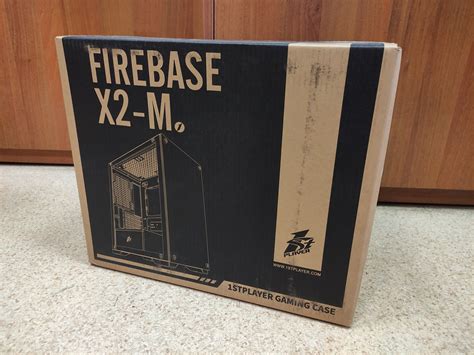 FIREBASE
X2-M
1ST
PLAYER
WWW.1STPLAYER.COM
1STPLAYER GAMING CASE